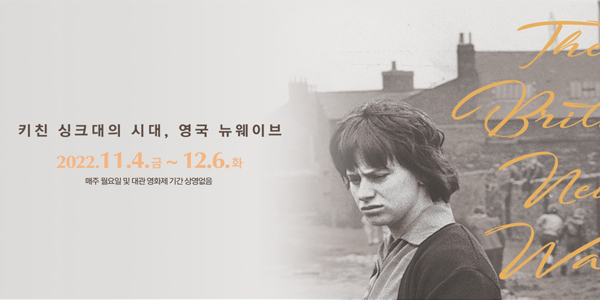 키친 싱크대의 시대, 영국 뉴웨이브
2022.11.4.금 ~ 12.6.화
매주 월요일 및 대관 영화제 기간 상영없음
The
Brit
New
Wa